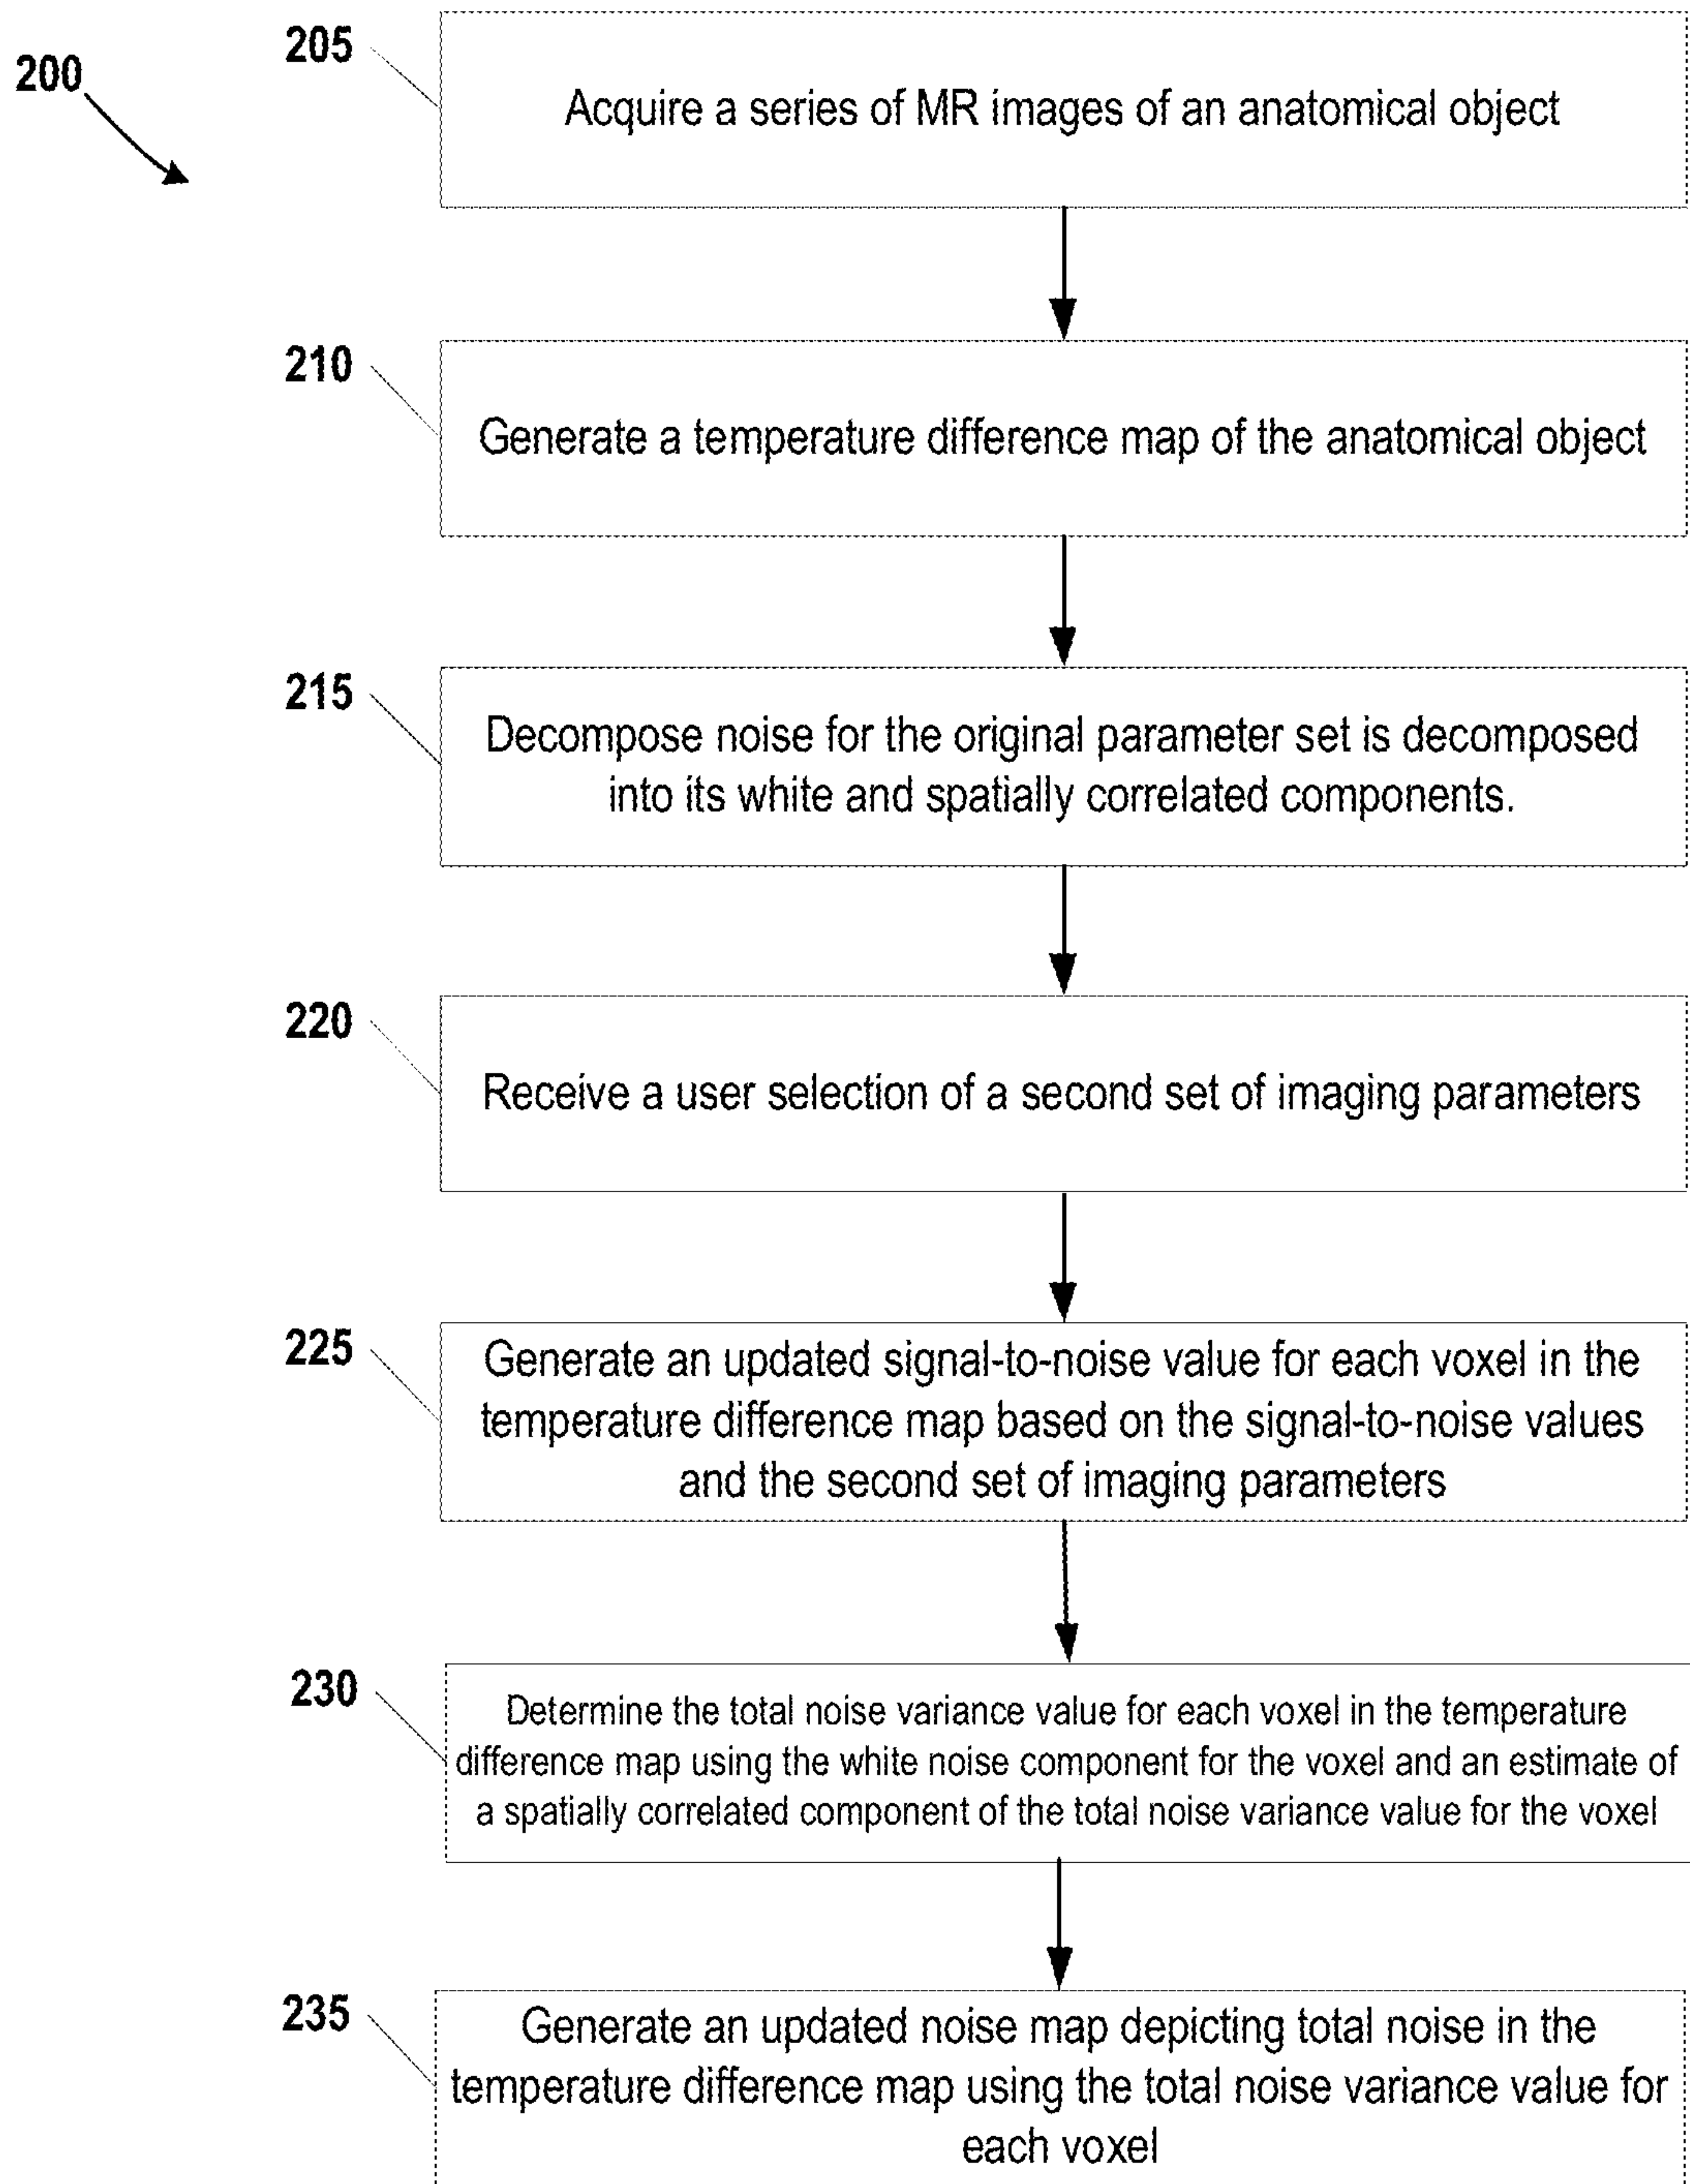 200
205
Acquire a series of MR images of an anatomical object
210
Generate a temperature difference map of the anatomical object
215
Decompose noise for the original parameter set is decomposed
into its white and spatially correlated components.
220
Receive a user selection of a second set of imaging parameters
225
Generate an updated signal-to-noise value for each voxel in the
temperature difference map based on the signal-to-noise values
and the second set of imaging parameters
230
Determine the total noise variance value for each voxel in the temperature
difference map using the white noise component for the voxel and an estimate of
a spatially correlated component of the total noise variance value for the voxel
235
Generate an updated noise map depicting total noise in the
temperature difference map using the total noise variance value for
each voxel